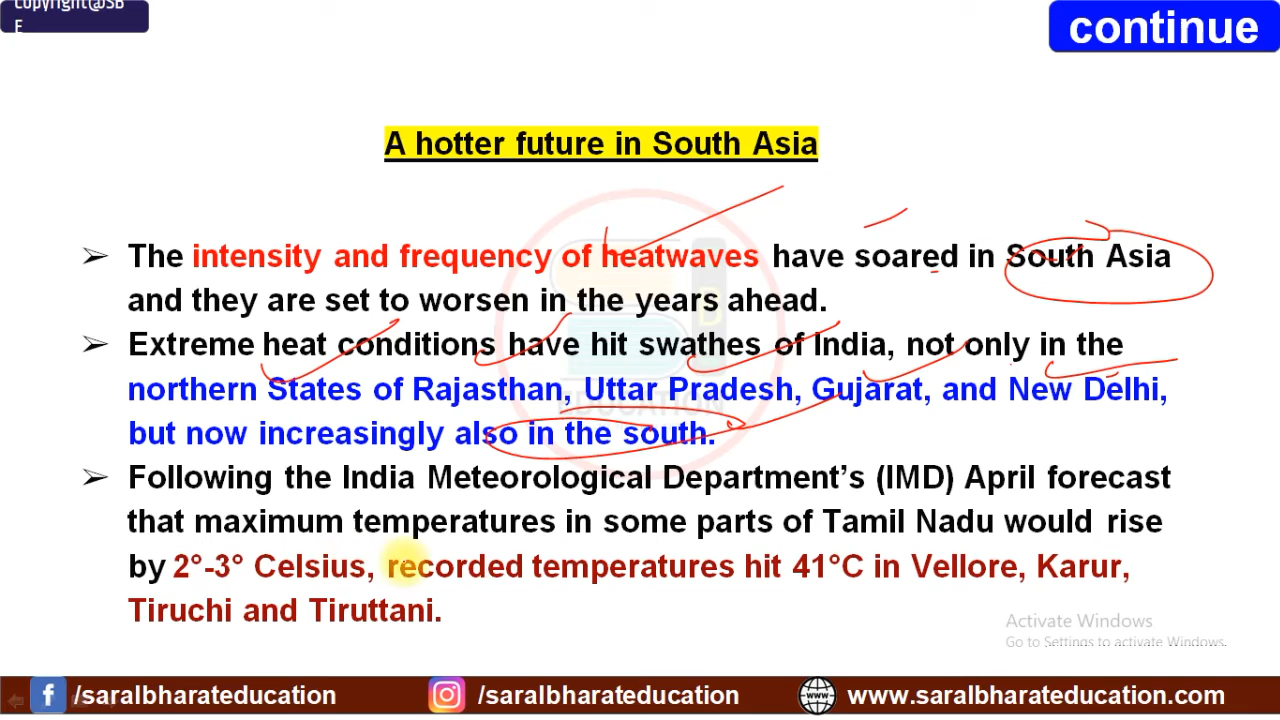 Copyright@SB
E
continue
A hotter future in South Asia
➢ The intensity and frequency of heatwaves have soared in South Asia
and they are set to worsen in the years ahead.
➢ Extreme heat conditions have hit swathes of India, not only in the
northern States of Rajasthan, Uttar Pradesh, Gujarat, and New Delhi,
but now increasingly also in the south.
➢ Following the India Meteorological Department’s (IMD) April forecast
that maximum temperatures in some parts of Tamil Nadu would rise
by 2°-3° Celsius, recorded temperatures hit 41°C in Vellore, Karur,
Tiruchi and Tiruttani.
EDUCATION
Activate Windows
Go to Settings to activate Windows.
/saralbharateducation /saralbharateducation www.saralbharateducation.com